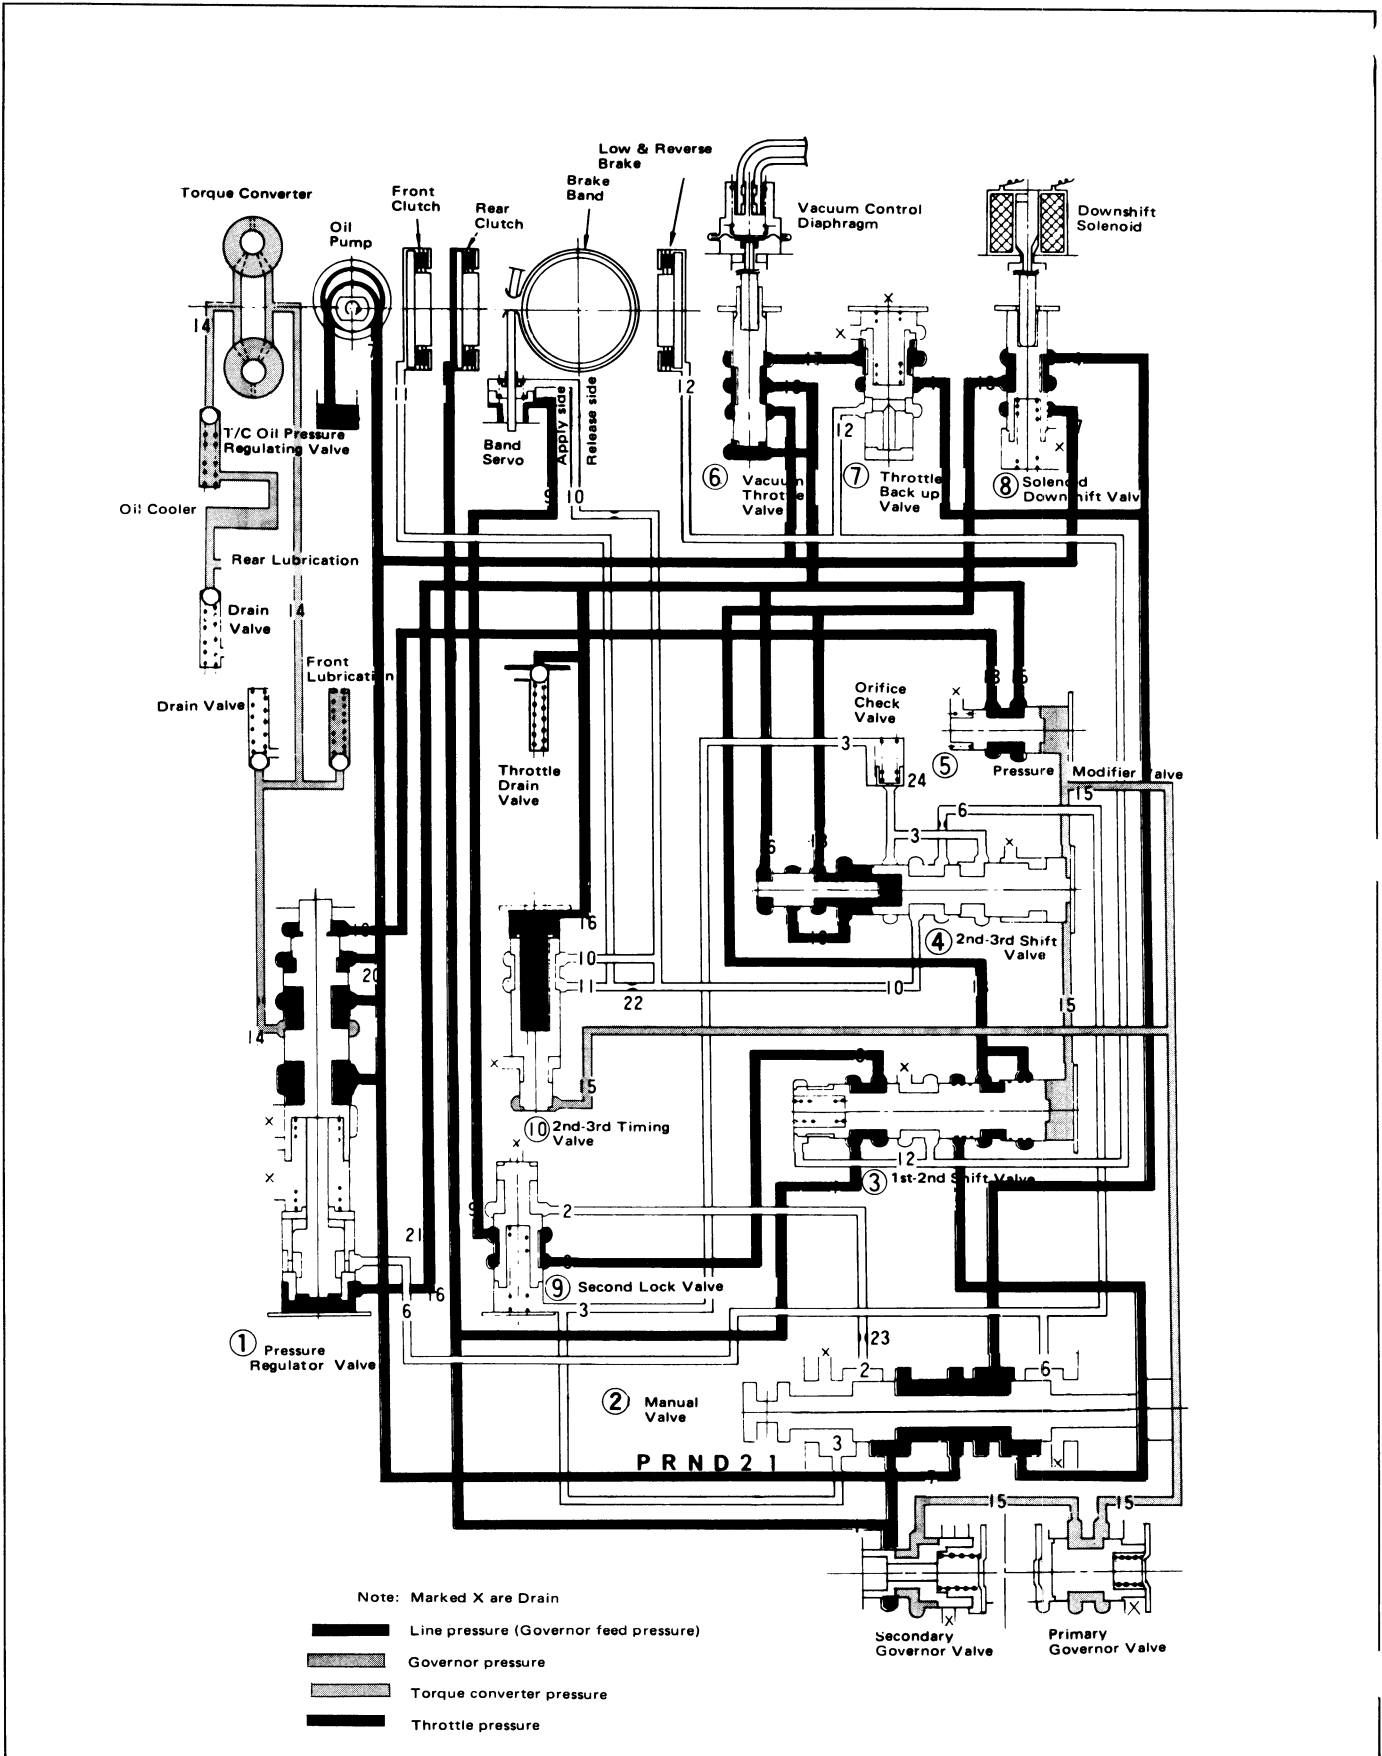 Low & Reverse
Brake
Brake
Band
Torque Converter
Front
Clutch
Rear
Clutch
Oil
Pump
Vacuum Control
Diaphragm
Downshift
Solenoid
x
x
14
11
12
12
T/C Oil Pressure
Regulating Valve
Band
Servo
Apply side
Release side
10
x
6
Vacuum
Throttle
Valve
7
Throttle
Back up
Valve
8
Solenoid
Downshift Valv
Oil Cooler
Rear Lubrication
Drain
Valve
14
Front
Lubrication
Drain Valve
Throttle
Drain
Valve
Orifice
Check
Valve
x
3
24
5
Pressure Modifier Valve
15
6
3
x
4
2nd-3rd Shift
Valve
16
10
11
22
10
20
14
15
15
x
x
10
2nd-3rd Timing
Valve
x
x
x
12
3
1st-2nd Shift Valve
2
21
16
6
9
Second Lock Valve
3
23
1
Pressure
Regulator Valve
x
2
6
2
Manual
Valve
3
x
P R N D 2 1
7
15
15
x
x
Secondary
Governor Valve
Primary
Governor Valve
Note: Marked X are Drain
Line pressure (Governor feed pressure)
Governor pressure
Torque converter pressure
Throttle pressure